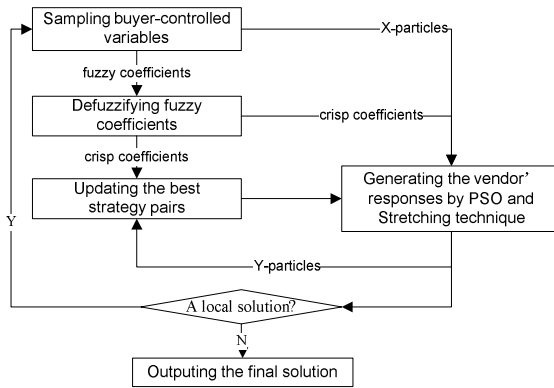 Sampling buyer-controlled
variables
X-particles
fuzzy coefficients
Defuzzifying fuzzy
coefficients
crisp coefficients
crisp coefficients
Updating the best
strategy pairs
Generating the vendor'
responses by PSO and
Stretching technique
Y
Y-particles
A local solution?
N
Outputing the final solution